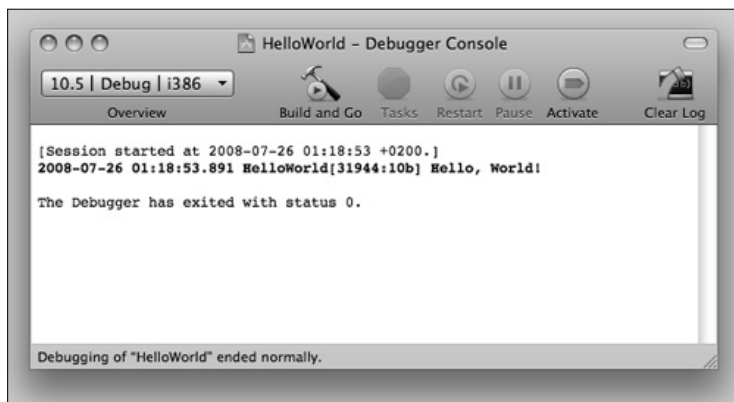 HelloWorld – Debugger Console
10.5 | Debug | i386
Overview
Build and Go
Tasks
Restart
Pause
Activate
Clear Log
[Session started at 2008-07-26 01:18:53 +0200.]
2008-07-26 01:18:53.891 HelloWorld[31944:10b] Hello, World!
The Debugger has exited with status 0.
Debugging of "HelloWorld" ended normally.